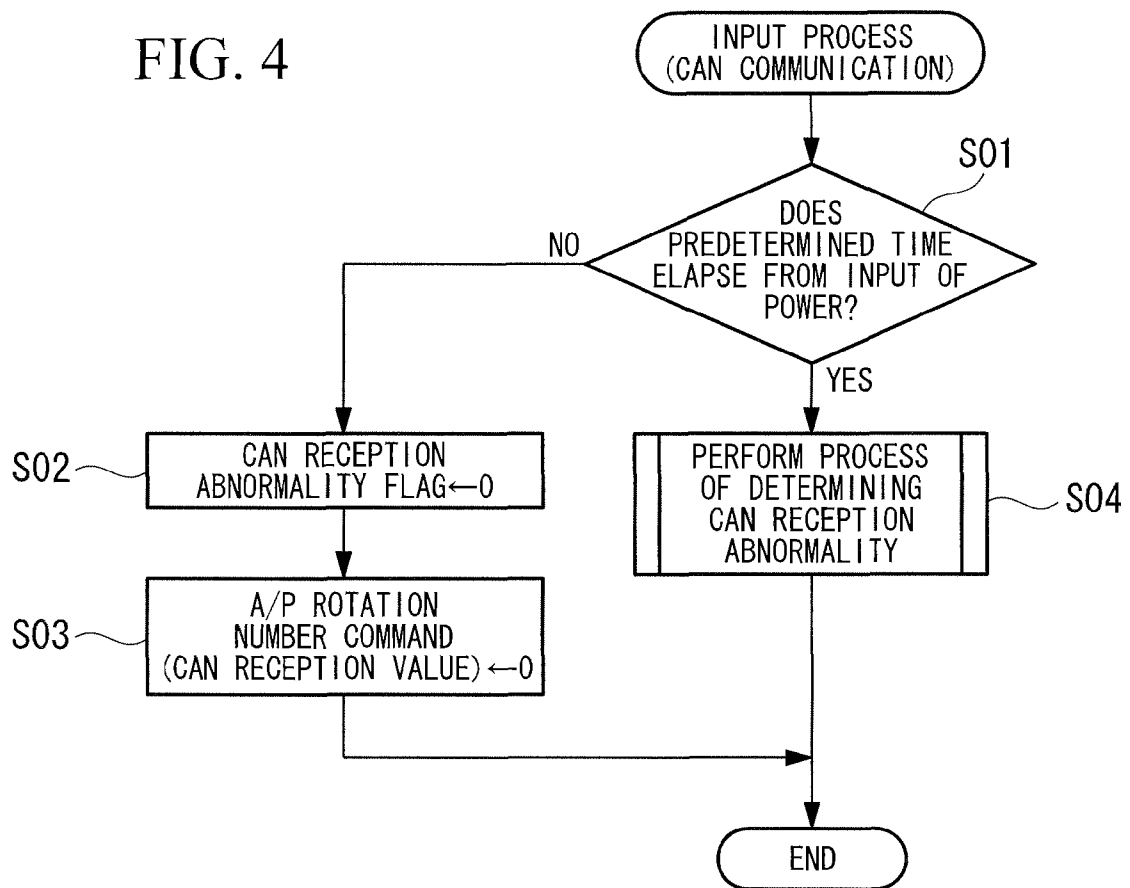 FIG. 4
INPUT PROCESS
(CAN COMMUNICATION)
S01
DOES
PREDETERMINED TIME
ELAPSE FROM INPUT OF
POWER?
NO
YES
S02
CAN RECEPTION
ABNORMALITY FLAG←0
S03
A/P ROTATION
NUMBER COMMAND
(CAN RECEPTION VALUE)←0
PERFORM PROCESS
OF DETERMINING
CAN RECEPTION
ABNORMALITY
S04
END